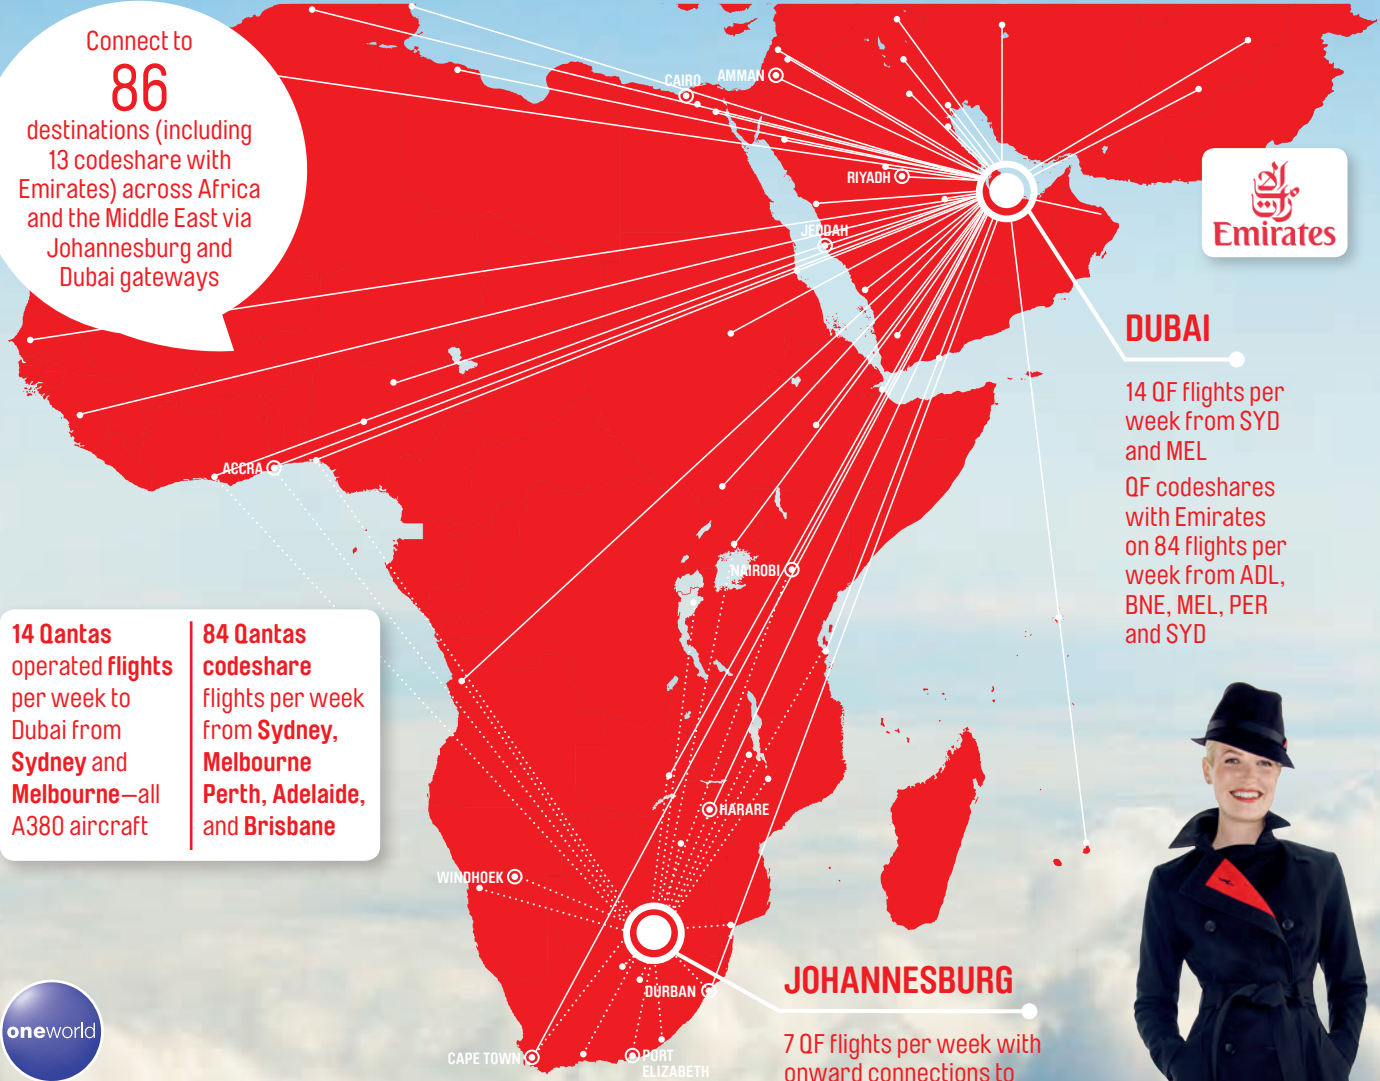 Connect to
86
destinations (including
13 codeshare with
Emirates) across Africa
and the Middle East via
Johannesburg and
Dubai gateways
CAIRO
AMMAN
RIYADH
JEDDAH
Emirates
DUBAI
14 QF flights per
week from SYD
and MEL
QF codeshares
with Emirates
on 84 flights per
week from ADL,
BNE, MEL, PER
and SYD
ACCRA
NAIROBI
14 Qantas
operated flights
per week to
Dubai from
Sydney and
Melbourne—all
A380 aircraft
84 Qantas
codeshare
flights per week
from Sydney,
Melbourne
Perth, Adelaide,
and Brisbane
HARARE
WINDHOEK
JOHANNESBURG
7 QF flights per week with
onward connections to
DURBAN
CAPE TOWN
PORT
ELIZABETH
oneworld